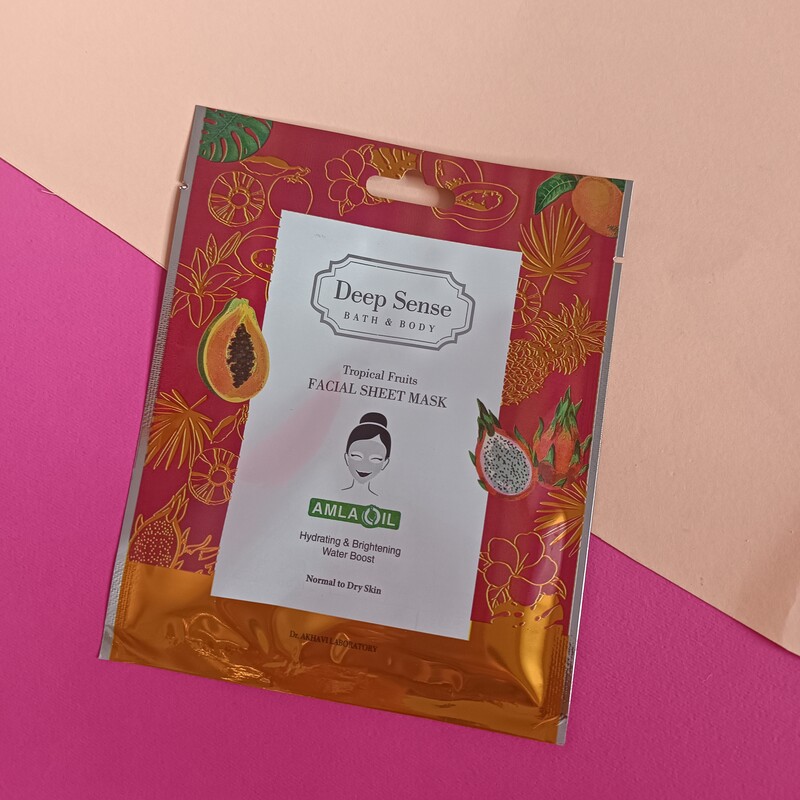 Deep Sense
BATH & BODY
Tropical Fruits
FACIAL SHEET MASK
AMLA OIL
Hydrating & Brightening
Water Boost
Normal to Dry Skin
Dr. AKHAVI LABORATORY